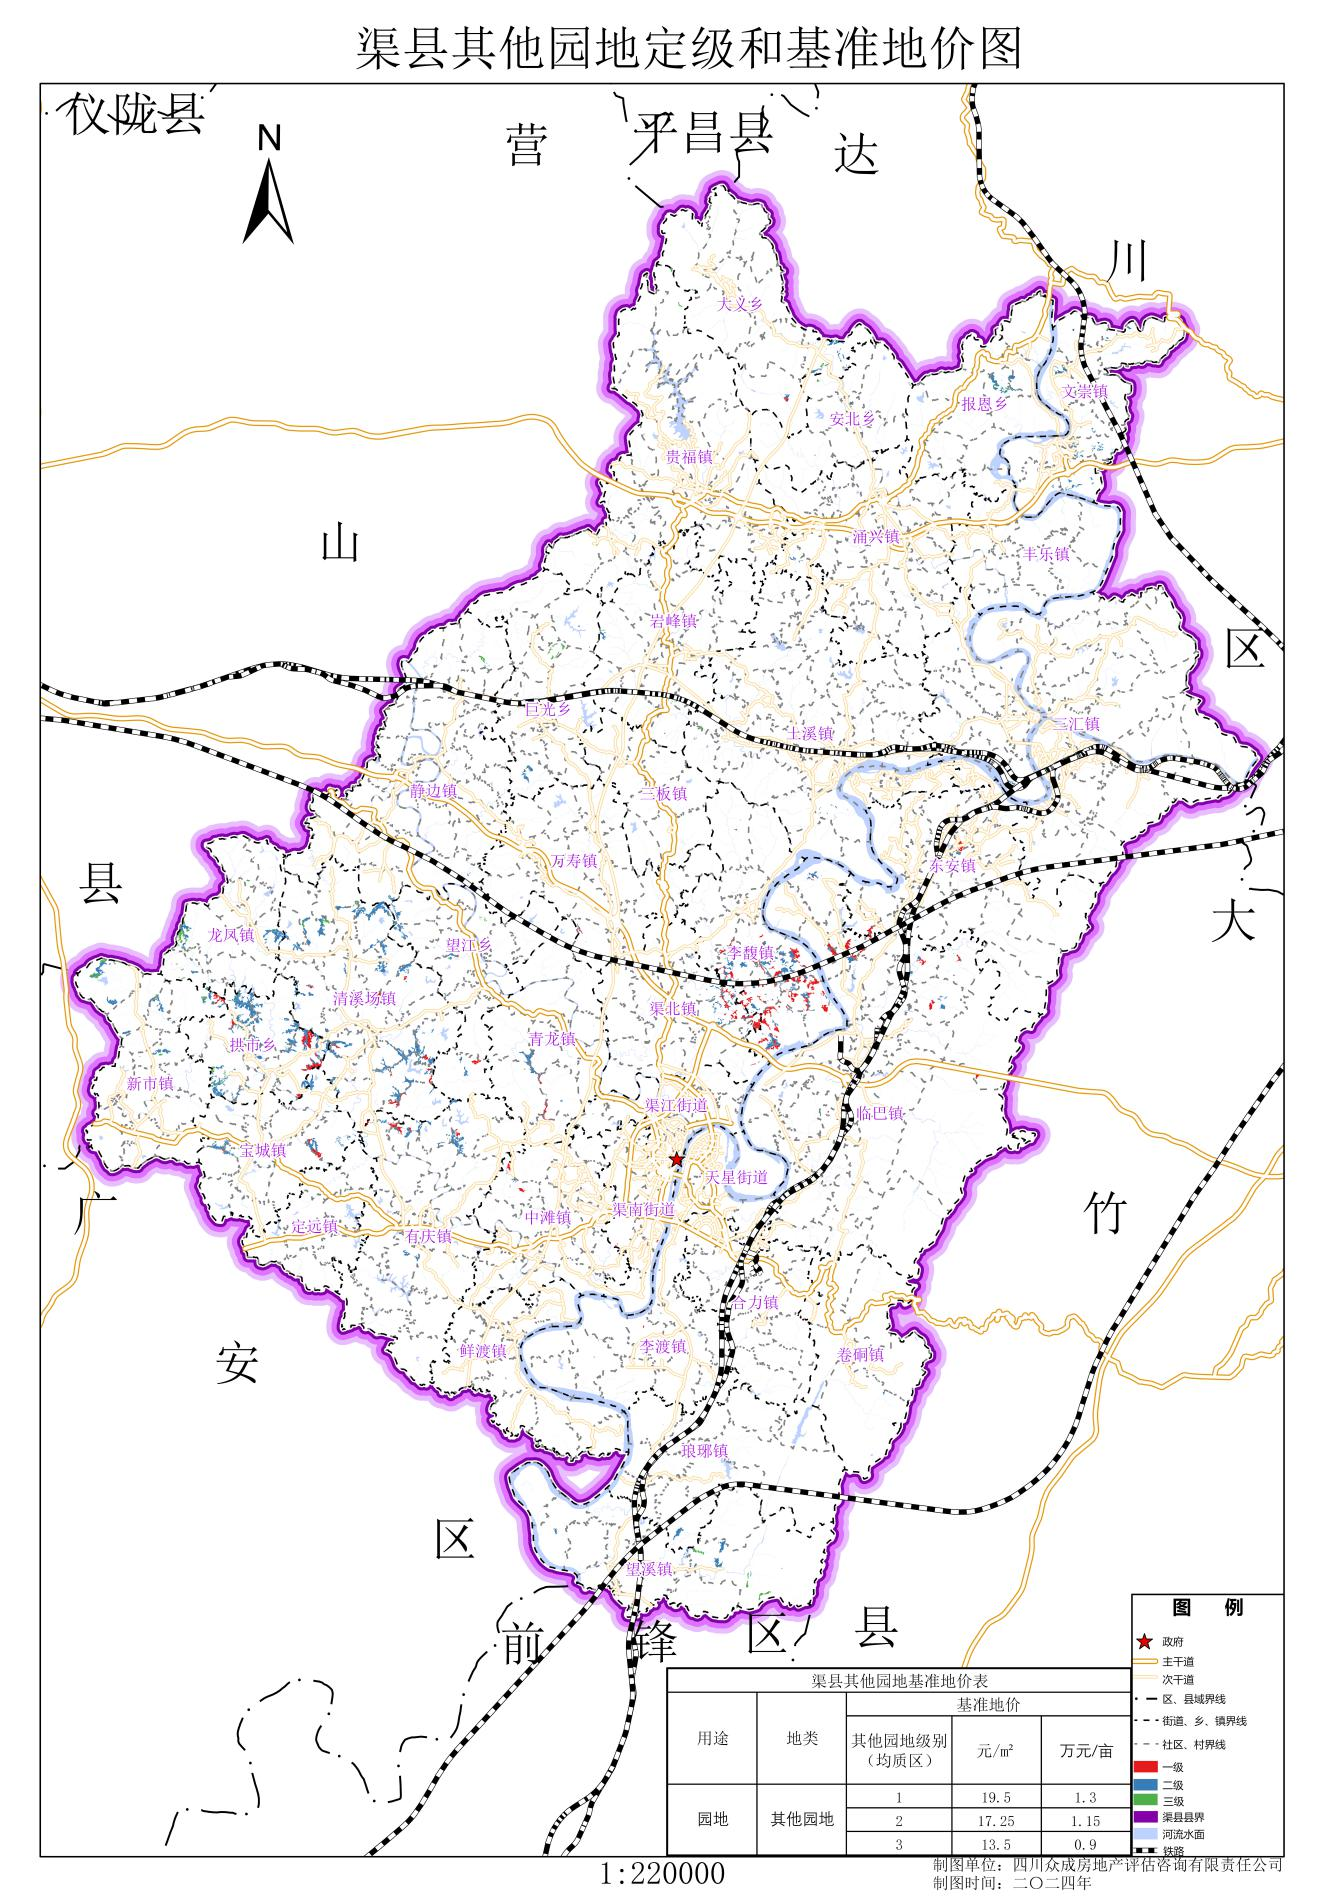 渠县其他园地定级和基准地价图
仪陇县
营
平昌县
达
N
川
大义乡
安北乡
报恩乡
文崇镇
贵福镇
涌兴镇
丰乐镇
山
岩峰镇
区
巨光乡
土溪镇
三汇镇
静边镇
三板镇
万寿镇
东安镇
县
大
龙凤镇
望江乡
李馥镇
清溪场镇
渠北镇
拱市乡
青龙镇
新市镇
渠江街道
临巴镇
宝城镇
天星街道
广
定远镇
有庆镇
中滩镇
渠南街道
竹
合力镇
安
鲜渡镇
李渡镇
卷硐镇
琅琊镇
区
望溪镇
前
锋
区
县
图 例
政府
主干道
次干道
区、县域界线
街道、乡、镇界线
社区、村界线
一级
二级
三级
渠县县界
河流水面
铁路
渠县其他园地基准地价表
用途 地类 基准地价
其他园地级别（均质区） 元/㎡ 万元/亩
园地 其他园地
1 19.5 1.3
2 17.25 1.15
3 13.5 0.9
1:220000
制图单位：四川众成房地产评估咨询有限责任公司
制图时间：二〇二四年